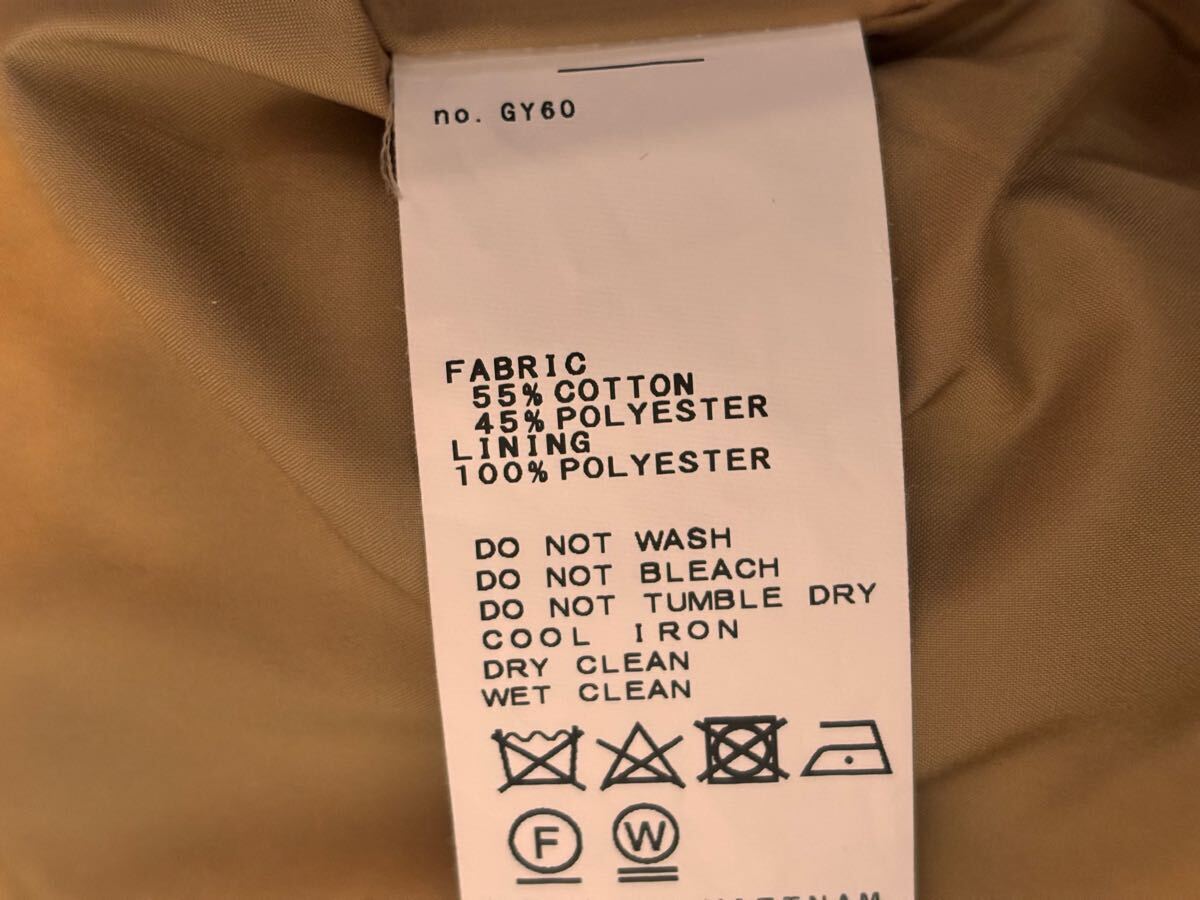 no. GY60
FABRIC
55% COTTON
45% POLYESTER
LINING
100% POLYESTER
DO NOT WASH
DO NOT BLEACH
DO NOT TUMBLE DRY
COOL IRON
DRY CLEAN
WET CLEAN
F W
VIETNAM